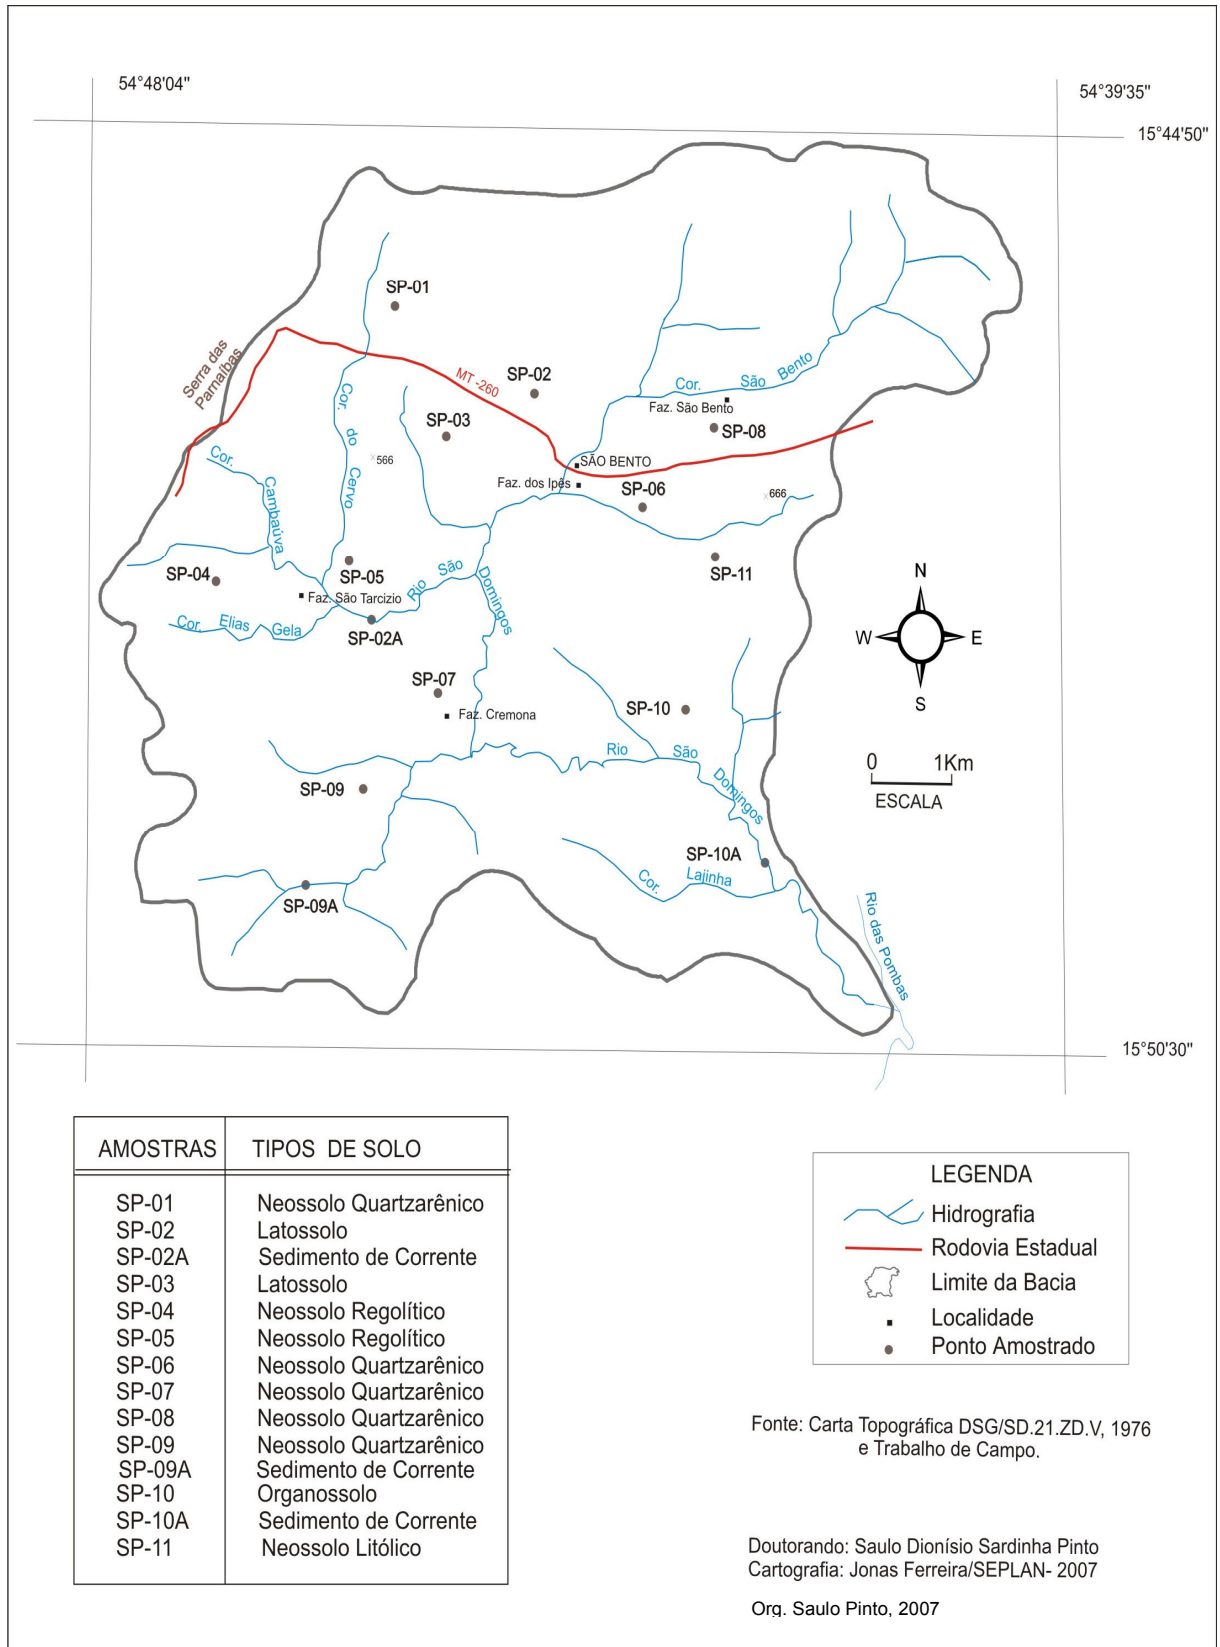 54°48'04"
54°39'35"
15°44'50"
SP-01
Serra das
Parnaíbas
MT-260
SP-02
Cor. São Bento
Cor. do Cervo
Faz. São Bento
SP-03
SP-08
566
Cor. Cambaúva
SÃO BENTO
Faz. dos Ipês
SP-06
666
SP-04
SP-05
Rio São Domingos
SP-11
Faz. São Tarcizio
Cor. Elias Gela
SP-02A
N
W
E
S
SP-07
SP-10
Faz. Cremona
Rio São Domingos
0 1Km
ESCALA
SP-09
SP-10A
Cor. Lajinha
SP-09A
Rio das Pombas
15°50'30"
AMOSTRAS TIPOS DE SOLO
SP-01 Neossolo Quartzarênico
SP-02 Latossolo
SP-02A Sedimento de Corrente
SP-03 Latossolo
SP-04 Neossolo Regolítico
SP-05 Neossolo Regolítico
SP-06 Neossolo Quartzarênico
SP-07 Neossolo Quartzarênico
SP-08 Neossolo Quartzarênico
SP-09 Neossolo Quartzarênico
SP-09A Sedimento de Corrente
SP-10 Organossolo
SP-10A Sedimento de Corrente
SP-11 Neossolo Litólico
LEGENDA
Hidrografia
Rodovia Estadual
Limite da Bacia
Localidade
Ponto Amostrado
Fonte: Carta Topográfica DSG/SD.21.ZD.V, 1976
e Trabalho de Campo.
Doutorando: Saulo Dionísio Sardinha Pinto
Cartografia: Jonas Ferreira/SEPLAN- 2007
Org. Saulo Pinto, 2007